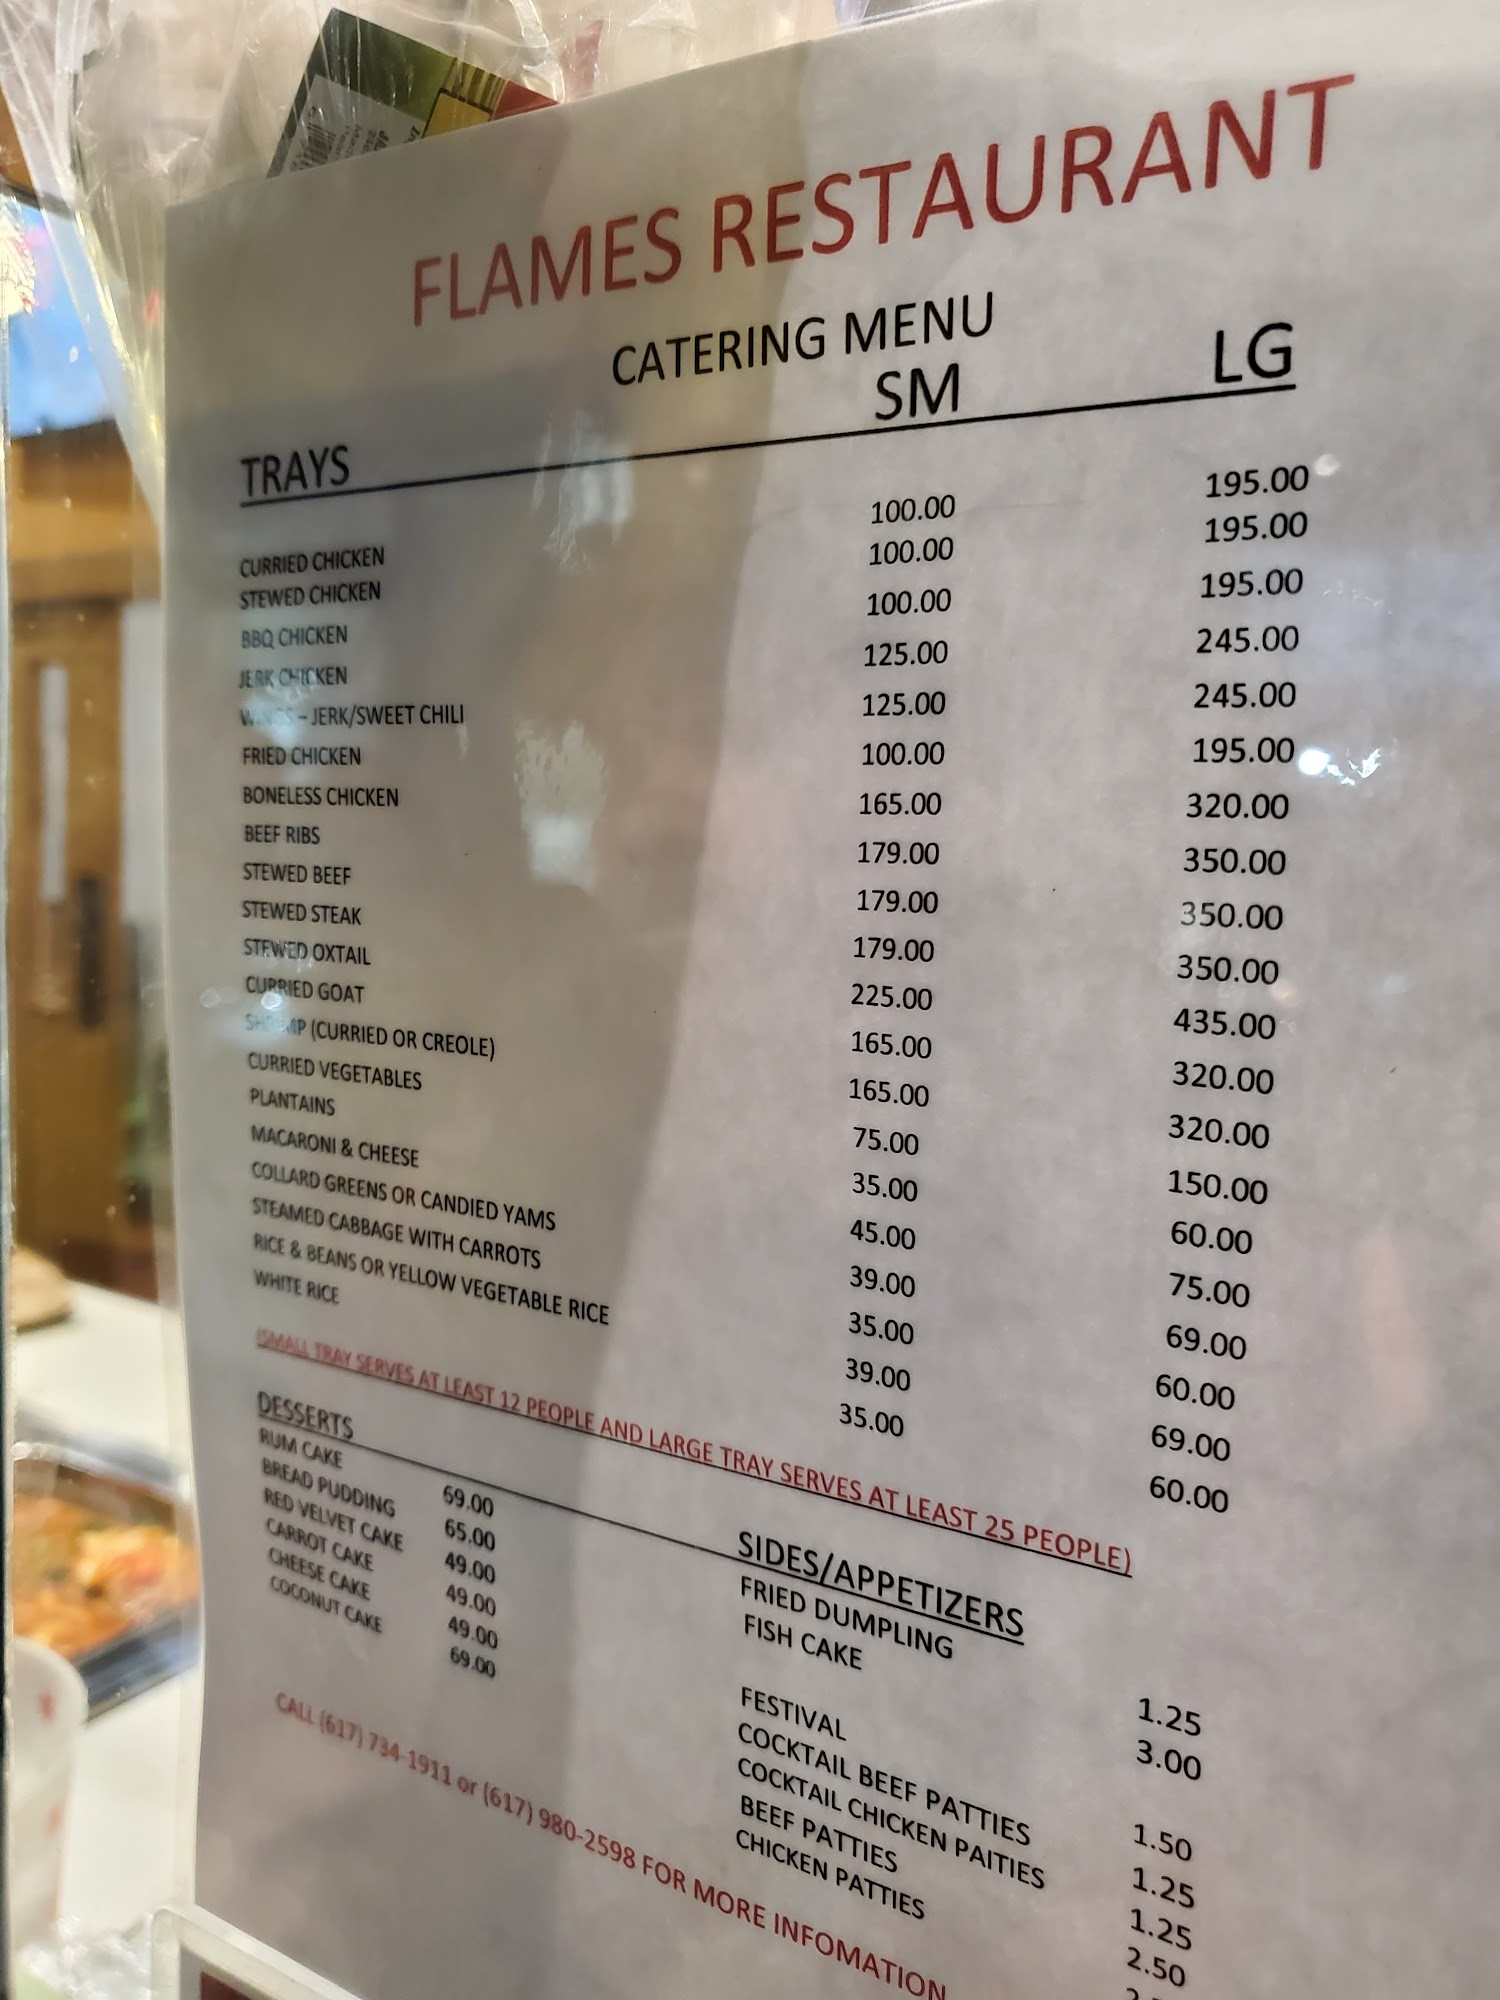 FLAMES RESTAURANT
CATERING MENU
TRAYS SM LG
CURRIED CHICKEN 100.00 195.00
STEWED CHICKEN 100.00 195.00
BBQ CHICKEN 100.00 195.00
JERK CHICKEN 125.00 245.00
WINGS – JERK/SWEET CHILI 125.00 245.00
FRIED CHICKEN 100.00 195.00
BONELESS CHICKEN 165.00 320.00
BEEF RIBS 179.00 350.00
STEWED BEEF 179.00 350.00
STEWED STEAK 179.00 350.00
STEWED OXTAIL 225.00 435.00
CURRIED GOAT 165.00 320.00
SHRIMP (CURRIED OR CREOLE) 165.00 320.00
CURRIED VEGETABLES 75.00 150.00
PLANTAINS 35.00 60.00
MACARONI & CHEESE 45.00 75.00
COLLARD GREENS OR CANDIED YAMS 39.00 69.00
STEAMED CABBAGE WITH CARROTS 35.00 60.00
RICE & BEANS OR YELLOW VEGETABLE RICE 39.00 69.00
WHITE RICE 35.00 60.00
(SMALL TRAY SERVES AT LEAST 12 PEOPLE AND LARGE TRAY SERVES AT LEAST 25 PEOPLE)
DESSERTS
RUM CAKE 69.00
BREAD PUDDING 65.00
RED VELVET CAKE 49.00
CARROT CAKE 49.00
CHEESE CAKE 49.00
COCONUT CAKE 69.00
SIDES/APPETIZERS
FRIED DUMPLING 1.25
FISH CAKE 3.00
FESTIVAL 1.50
COCKTAIL BEEF PATTIES 1.25
COCKTAIL CHICKEN PAITIES 1.25
BEEF PATTIES 2.50
CHICKEN PATTIES
CALL (617) 734-1911 or (617) 980-2598 FOR MORE INFOMATION